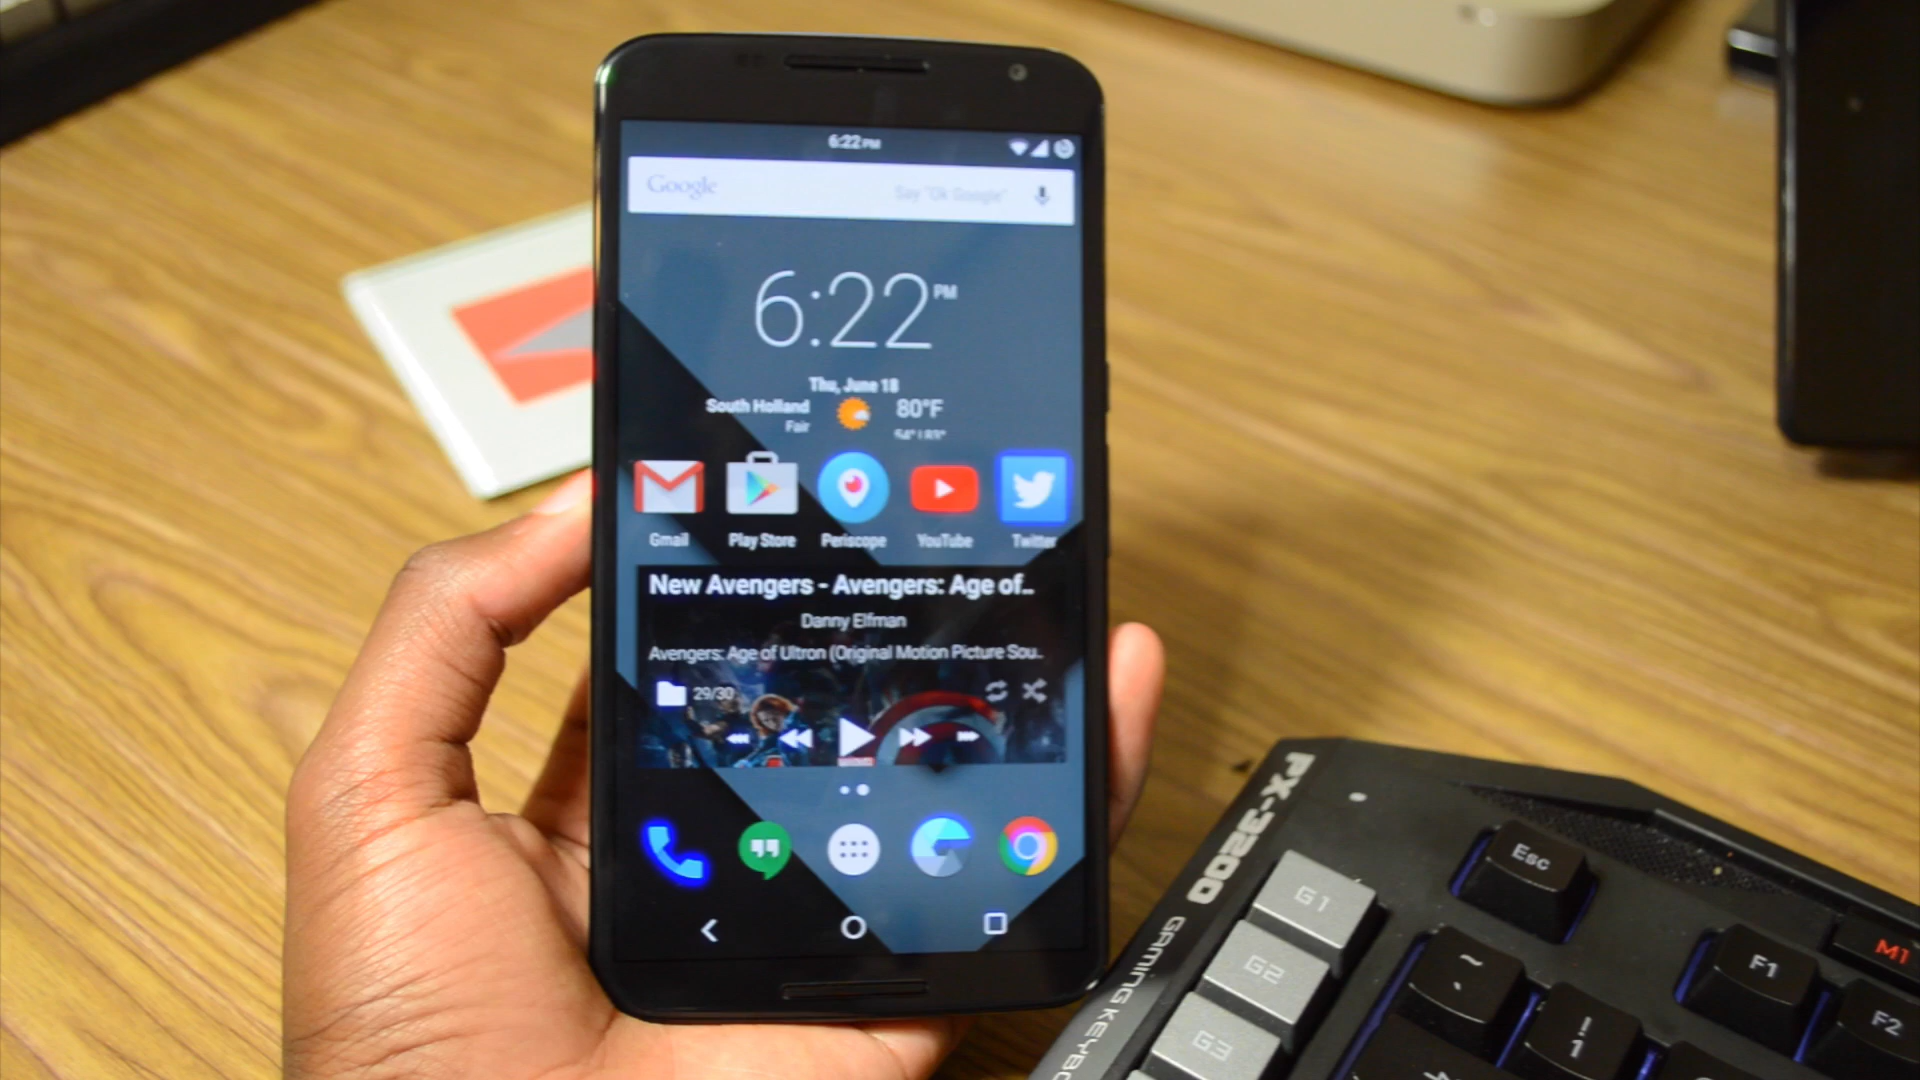 6:22 PM
Google
Say "Ok Google"
6:22 PM
Thu, June 18
South Holland
80°F
Fair
54° | 83°
Gmail
Play Store
Periscope
YouTube
Twitter
New Avengers - Avengers: Age of..
Danny Elfman
Avengers: Age of Ultron (Original Motion Picture Sou..
29/30
PX-3200
GAMING KEYBO
Esc
G1
G2
G3
~
F1
F2
M1
!